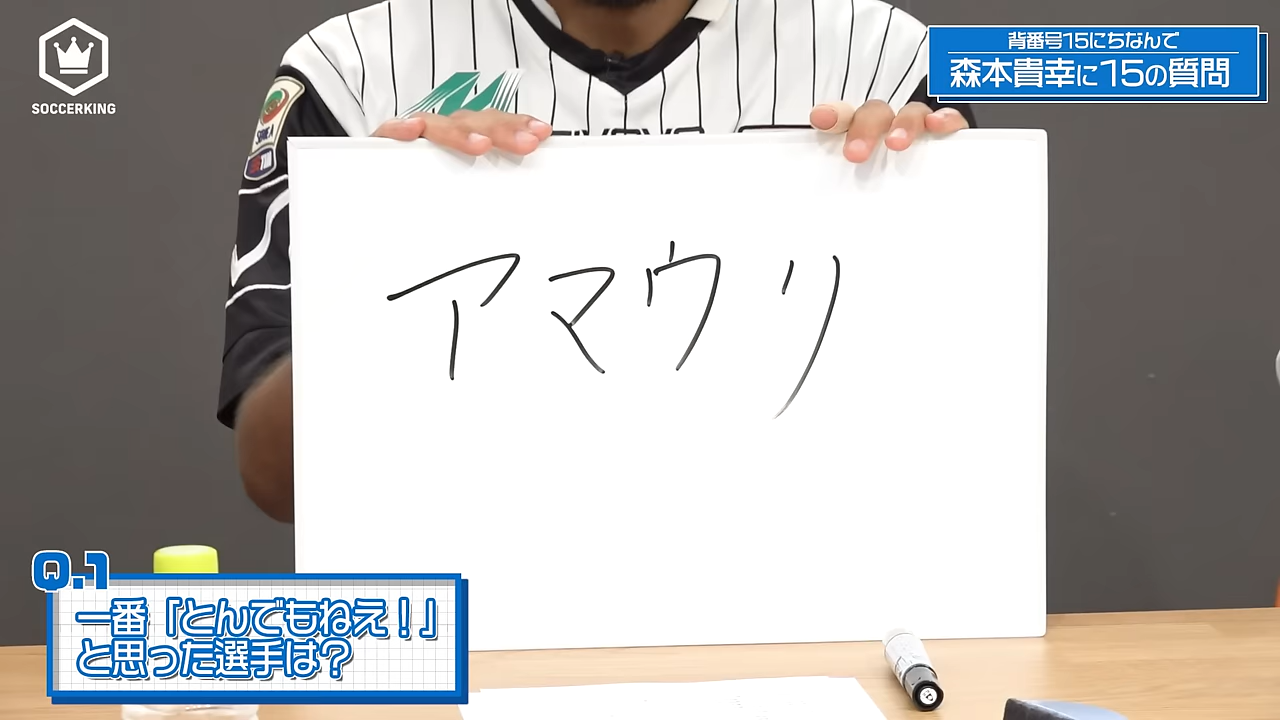 SOCCERKING
背番号15にちなんで
森本貴幸に15の質問
SERIE A
TIM
アマウリ
Q.1
一番「とんでもねえ!」
と思った選手は?